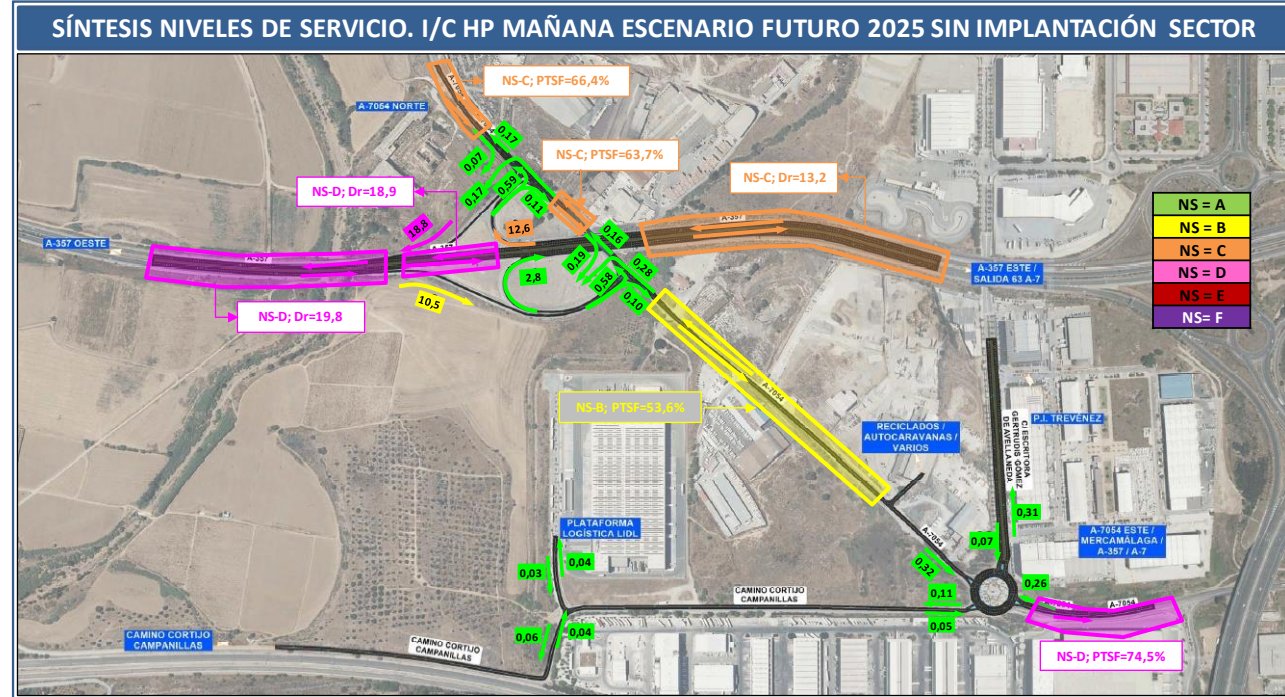 SÍNTESIS NIVELES DE SERVICIO. I/C HP MAÑANA ESCENARIO FUTURO 2025 SIN IMPLANTACIÓN SECTOR
NS-C; PTSF=66,4%
A-7054 NORTE
0,17
0,07
NS-C; PTSF=63,7%
NS-D; Dr=18,9
0,17
0,59
0,11
NS-C; Dr=13,2
NS = A
NS = B
NS = C
NS = D
NS = E
NS= F
18,8
12,6
A-357
0,16
A-357 OESTE
A-357
0,19
0,28
A-357 ESTE /
SALIDA 63 A-7
2,8
0,58
0,10
10,5
NS-D; Dr=19,8
A-7054
NS-B; PTSF=53,6%
RECICLADOS /
AUTOCARAVANAS /
VARIOS
C/ ESCRITORA
GERTRUDIS GÓMEZ
DE AVELLANEDA
P.I. TREVÉNEZ
0,31
PLATAFORMA
LOGÍSTICA LIDL
A-7054
0,07
A-7054 ESTE /
MERCAMÁLAGA /
A-357 / A-7
0,03
0,04
0,32
0,26
CAMINO CORTIJO
CAMPANILLAS
0,11
A-7054
0,05
0,06
0,04
CAMINO CORTIJO
CAMPANILLAS
CAMINO CORTIJO
CAMPANILLAS
NS-D; PTSF=74,5%